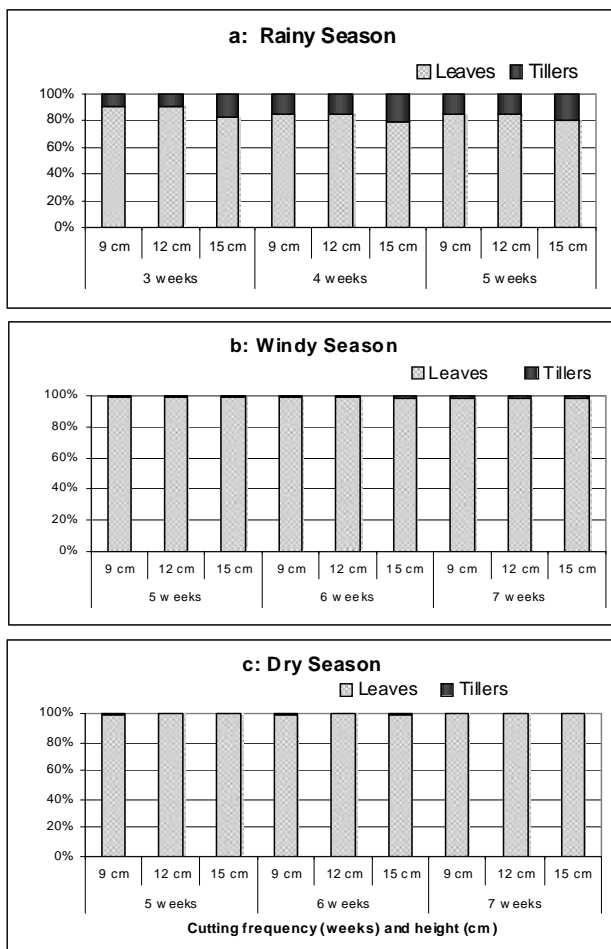 a: Rainy Season
Leaves Tillers
100%
80%
60%
40%
20%
0%
9 cm 12 cm 15 cm 9 cm 12 cm 15 cm 9 cm 12 cm 15 cm
3 weeks 4 weeks 5 weeks
b: Windy Season
Leaves Tillers
100%
80%
60%
40%
20%
0%
9 cm 12 cm 15 cm 9 cm 12 cm 15 cm 9 cm 12 cm 15 cm
5 weeks 6 weeks 7 weeks
c: Dry Season
Leaves Tillers
100%
80%
60%
40%
20%
0%
9 cm 12 cm 15 cm 9 cm 12 cm 15 cm 9 cm 12 cm 15 cm
5 weeks 6 weeks 7 weeks
Cutting frequency (weeks) and height (cm)